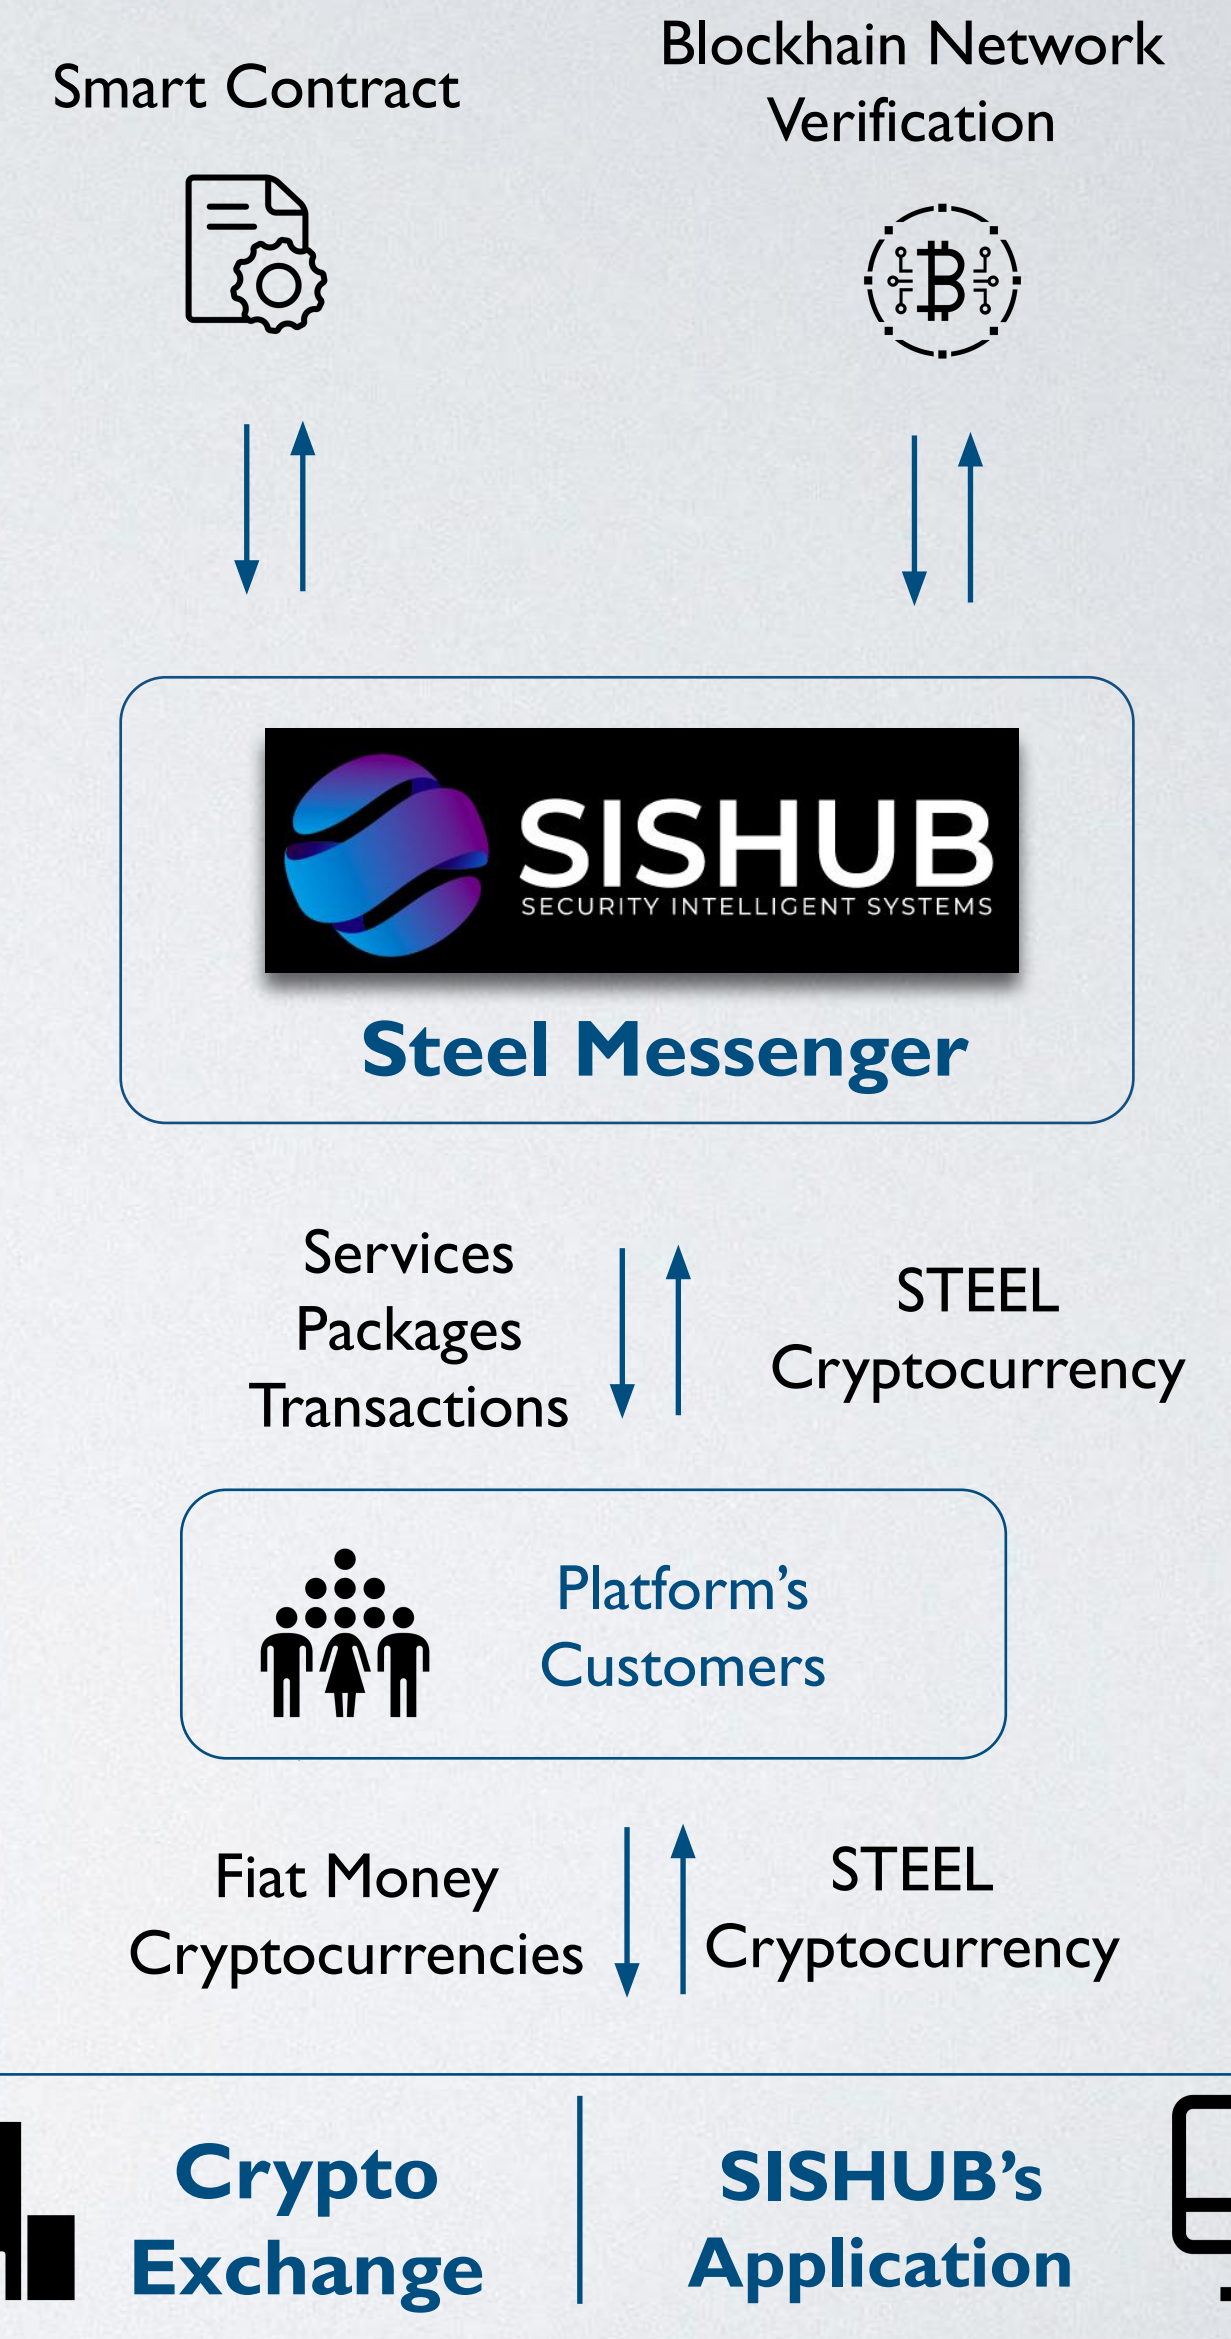 Smart Contract
Blockhain Network
Verification
SISHUB
SECURITY INTELLIGENT SYSTEMS
Steel Messenger
Services
Packages
Transactions
STEEL
Cryptocurrency
Platform’s
Customers
Fiat Money
Cryptocurrencies
STEEL
Cryptocurrency
Crypto
Exchange
SISHUB’s
Application